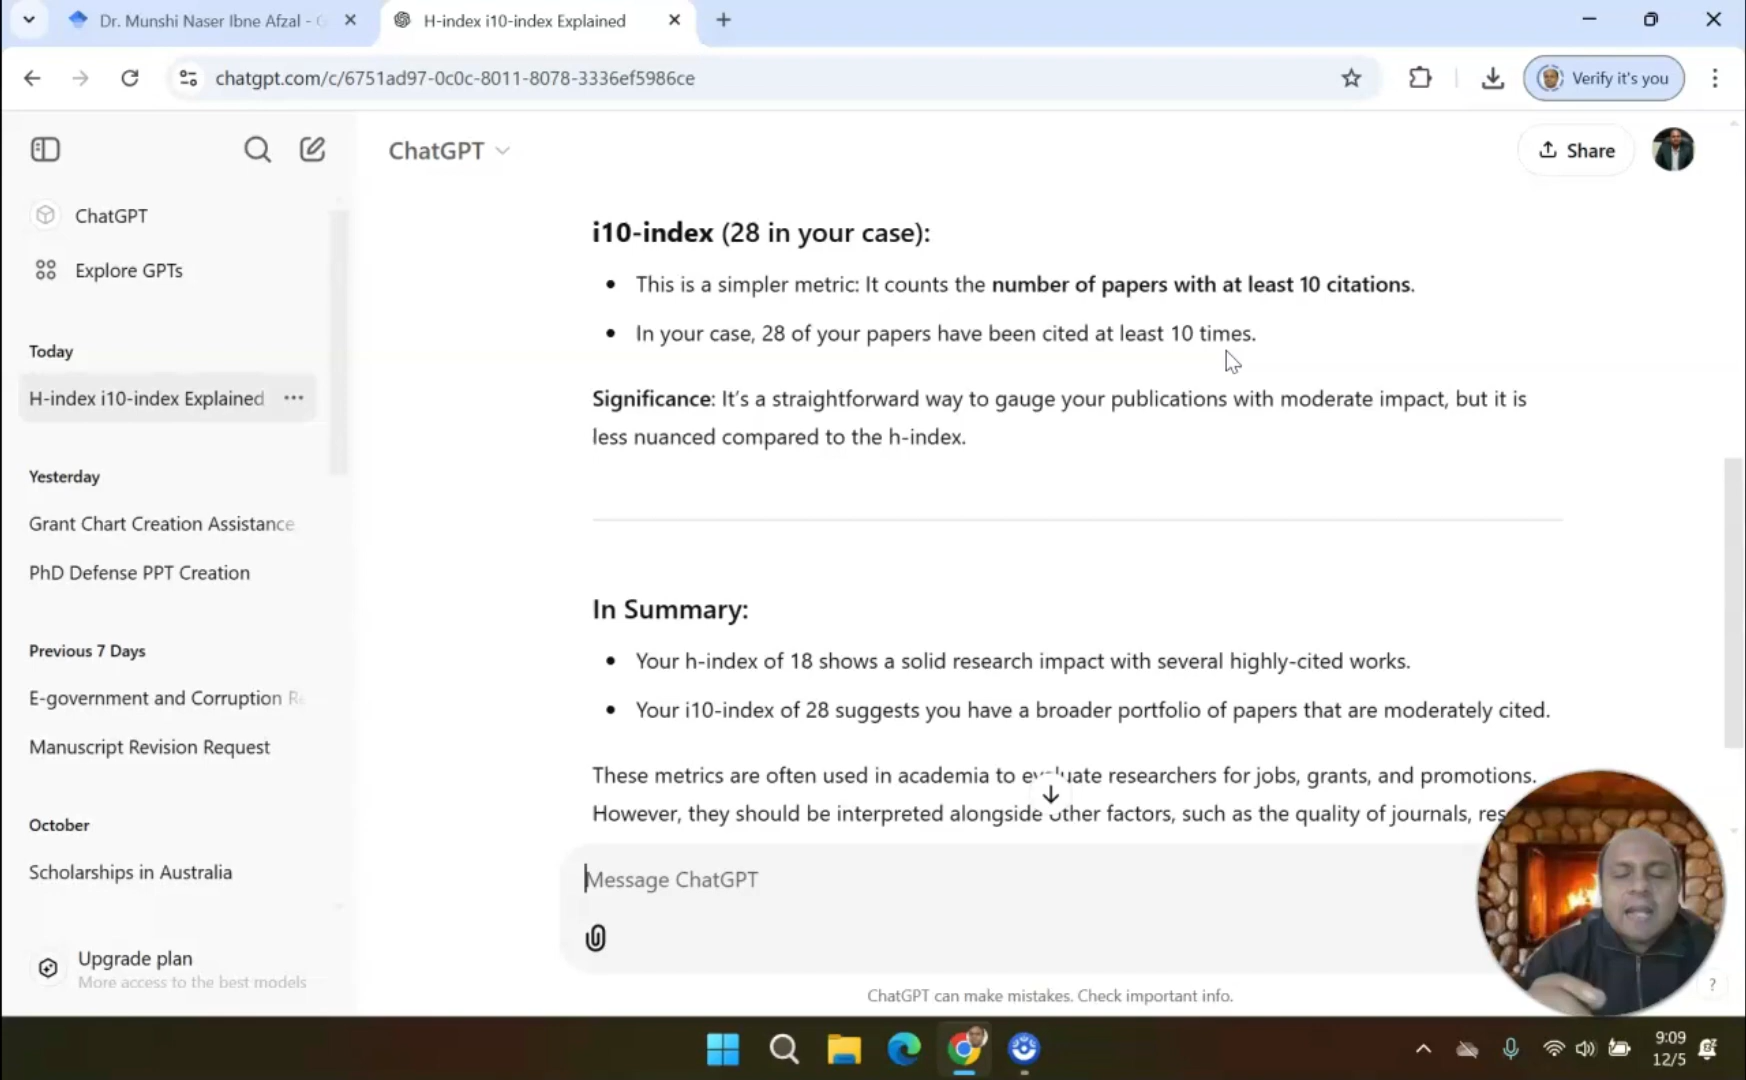 Dr. Munshi Naser Ibne Afzal - G
H-index i10-index Explained
chatgpt.com/c/6751ad97-0c0c-8011-8078-3336ef5986ce
Verify it's you
ChatGPT
Share
ChatGPT
Explore GPTs
Today
H-index i10-index Explained
Yesterday
Grant Chart Creation Assistance
PhD Defense PPT Creation
Previous 7 Days
E-government and Corruption Re
Manuscript Revision Request
October
Scholarships in Australia
Upgrade plan
More access to the best models
i10-index (28 in your case):
This is a simpler metric: It counts the number of papers with at least 10 citations.
In your case, 28 of your papers have been cited at least 10 times.
Significance: It's a straightforward way to gauge your publications with moderate impact, but it is
less nuanced compared to the h-index.
In Summary:
Your h-index of 18 shows a solid research impact with several highly-cited works.
Your i10-index of 28 suggests you have a broader portfolio of papers that are moderately cited.
These metrics are often used in academia to evaluate researchers for jobs, grants, and promotions.
However, they should be interpreted alongside other factors, such as the quality of journals, res
Message ChatGPT
ChatGPT can make mistakes. Check important info.
?
9:09
12/5